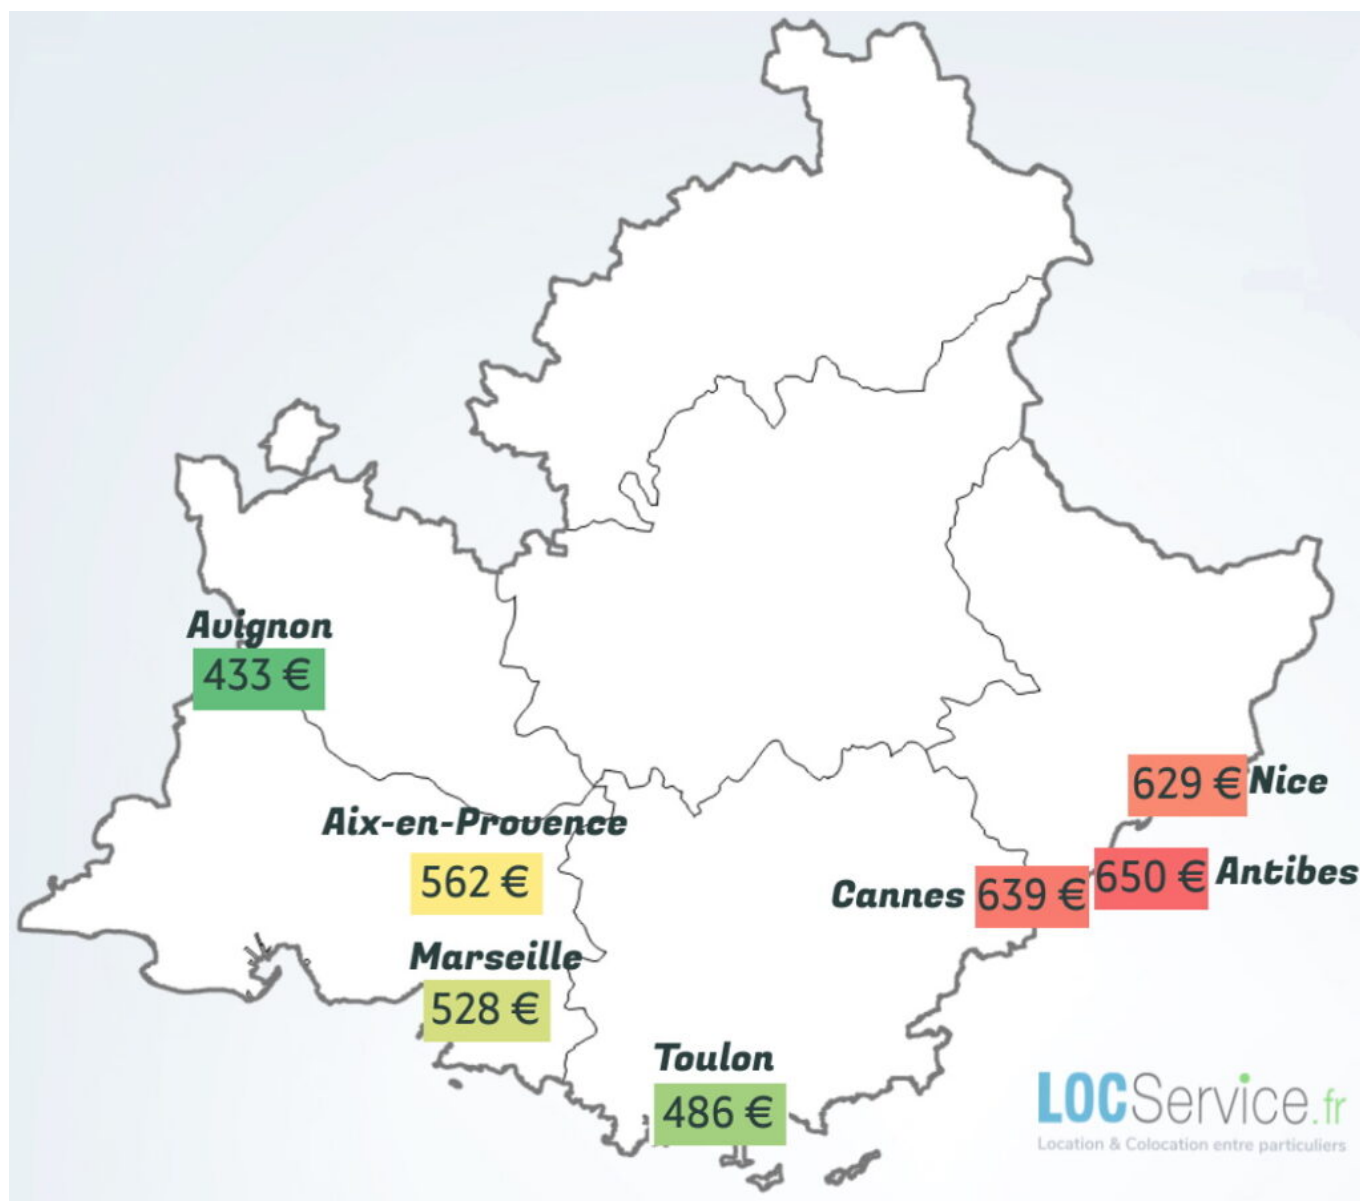 Avignon
433 €
629 € Nice
Aix-en-Provence
562 €
Cannes 639 €
650 € Antibes
Marseille
528 €
Toulon
486 €
LOCService.fr
Location & Colocation entre particuliers